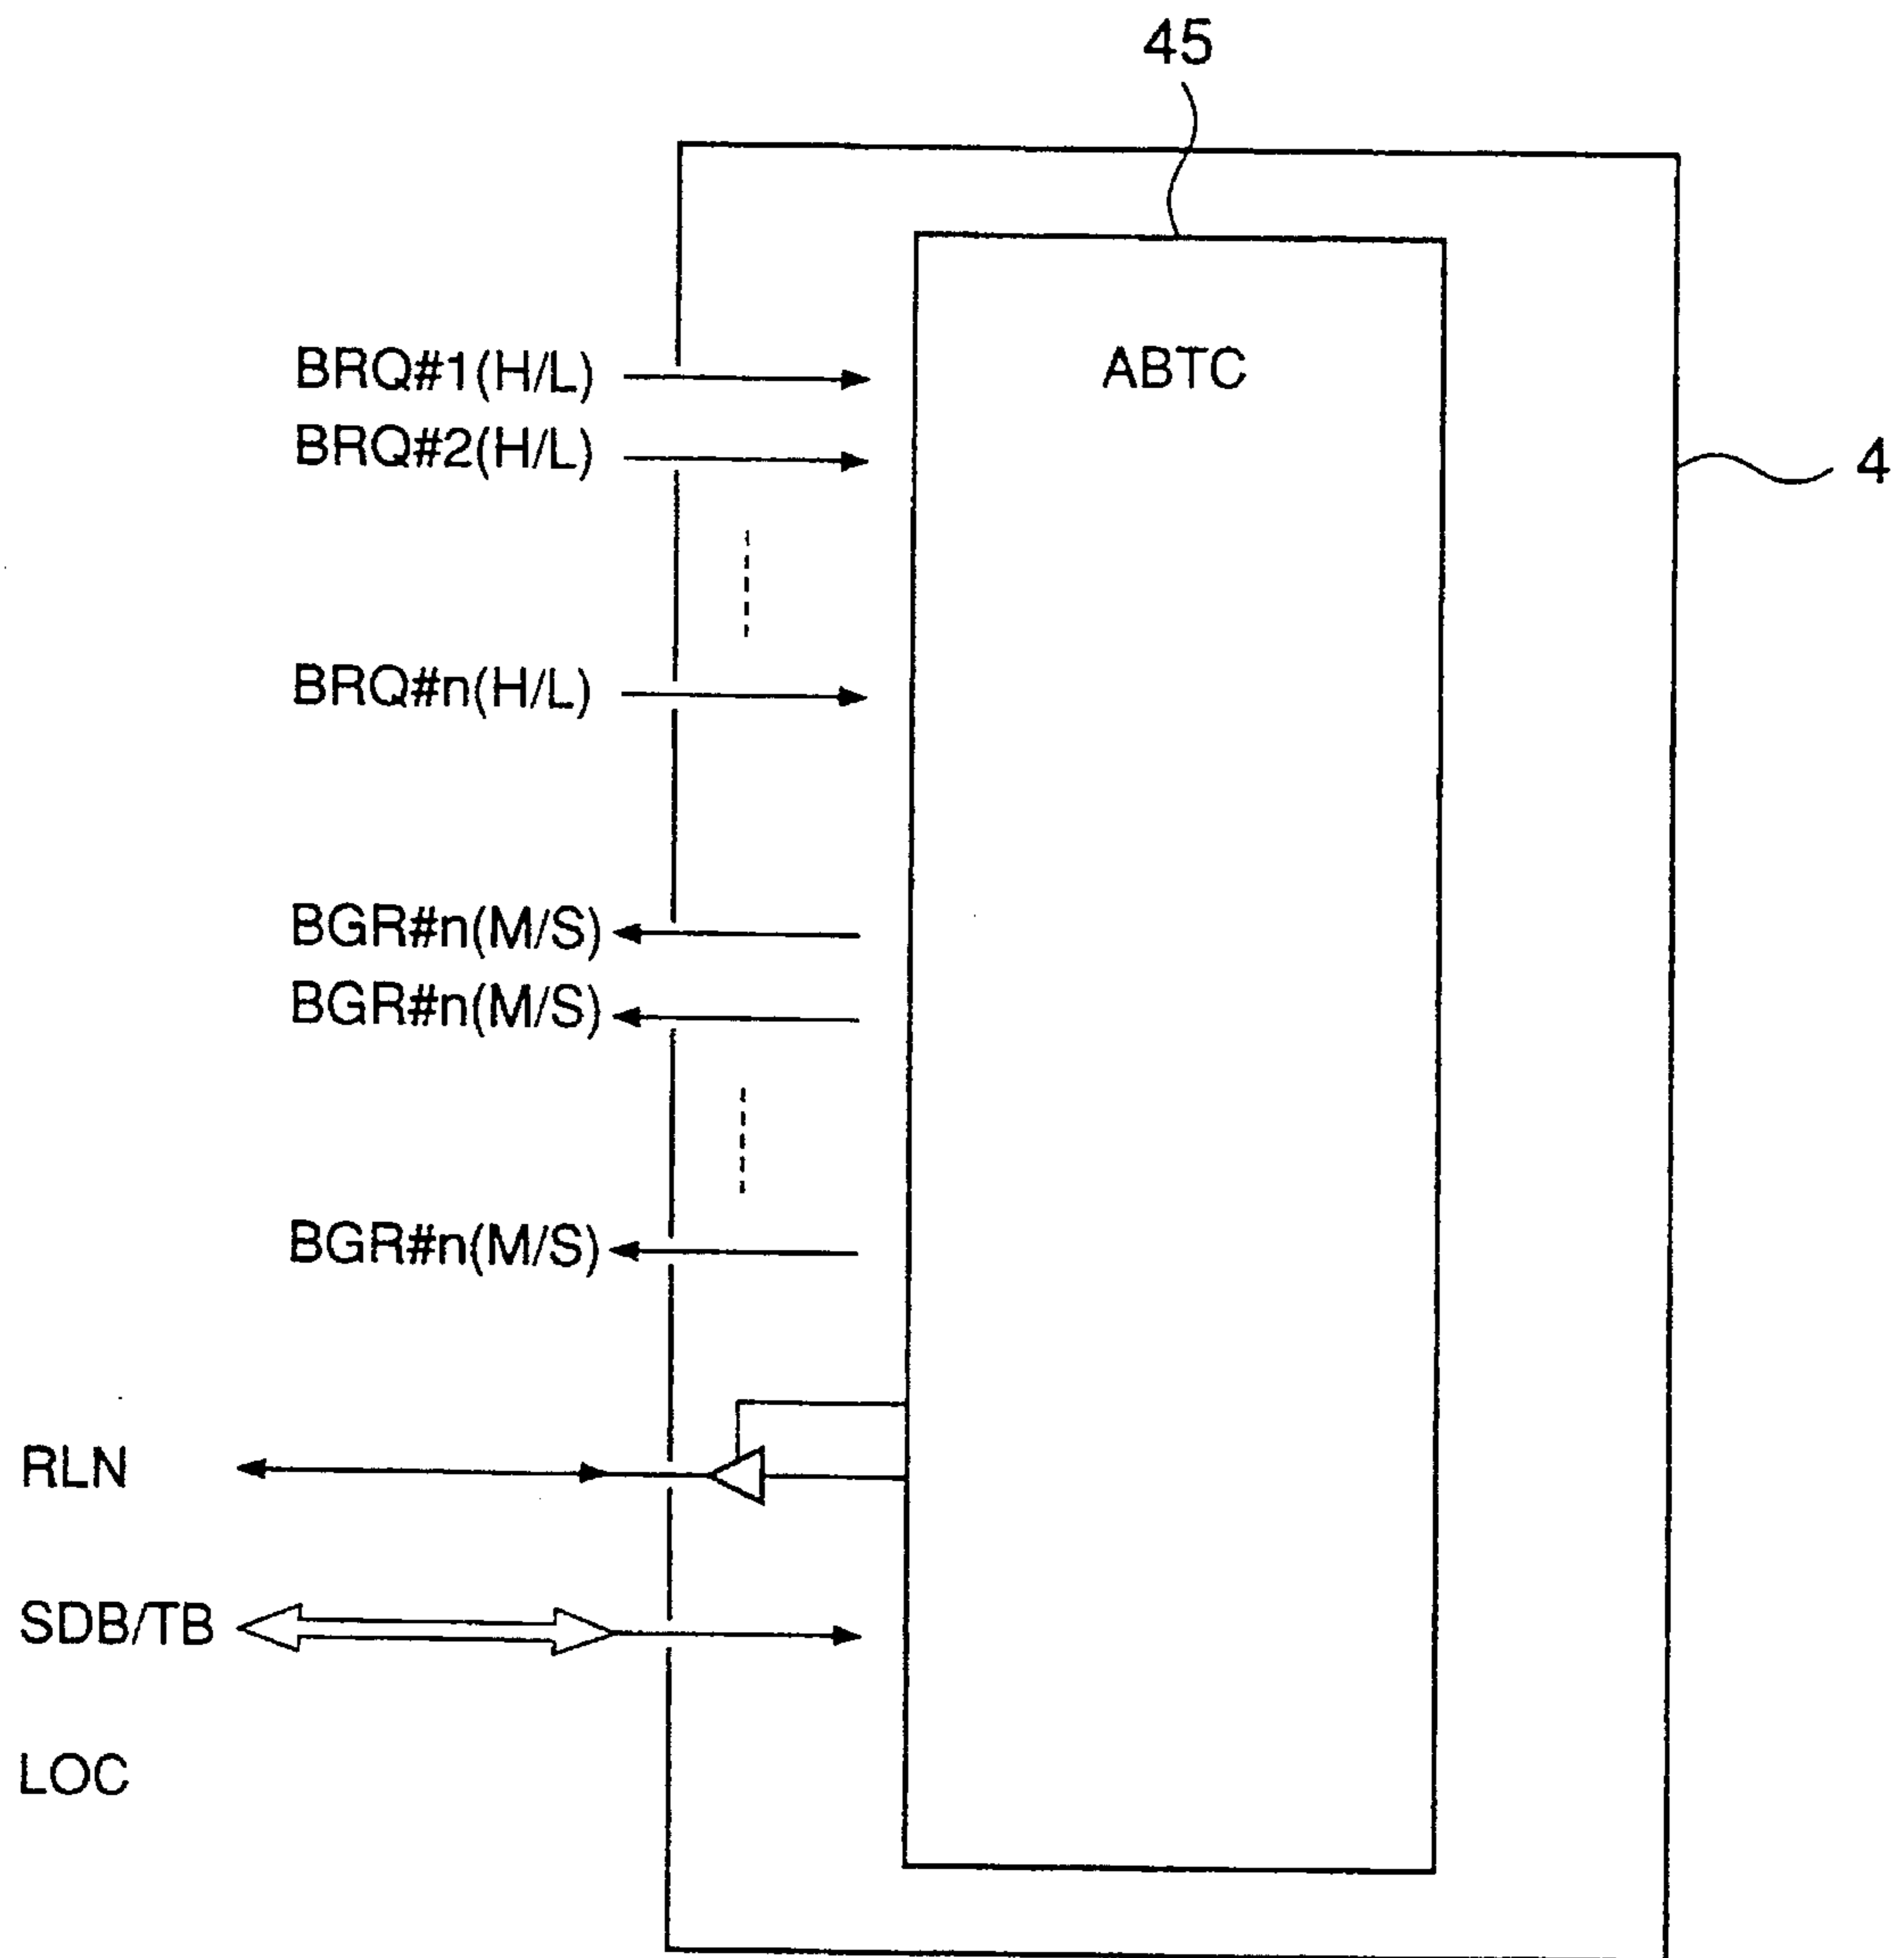 45
BRQ#1(H/L)
ABTC
BRQ#2(H/L)
4
BRQ#n(H/L)
BGR#n(M/S)
BGR#n(M/S)
BGR#n(M/S)
RLN
SDB/TB
LOC